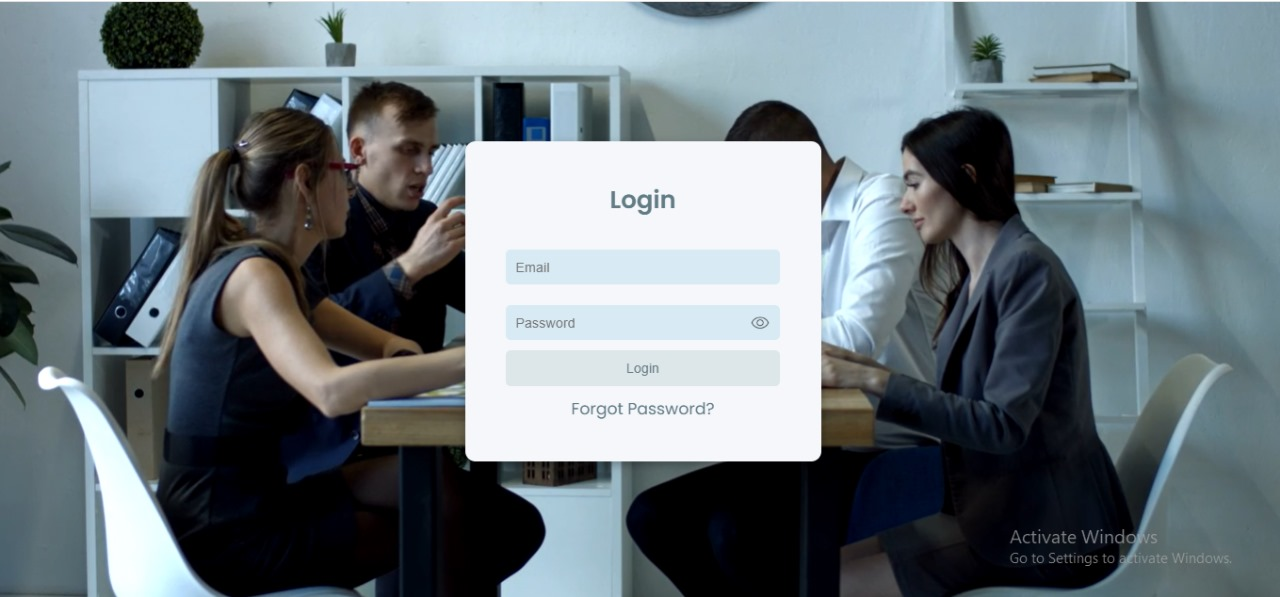 Login
Email
Password
Login
Forgot Password?
Activate Windows
Go to Settings to activate Windows.